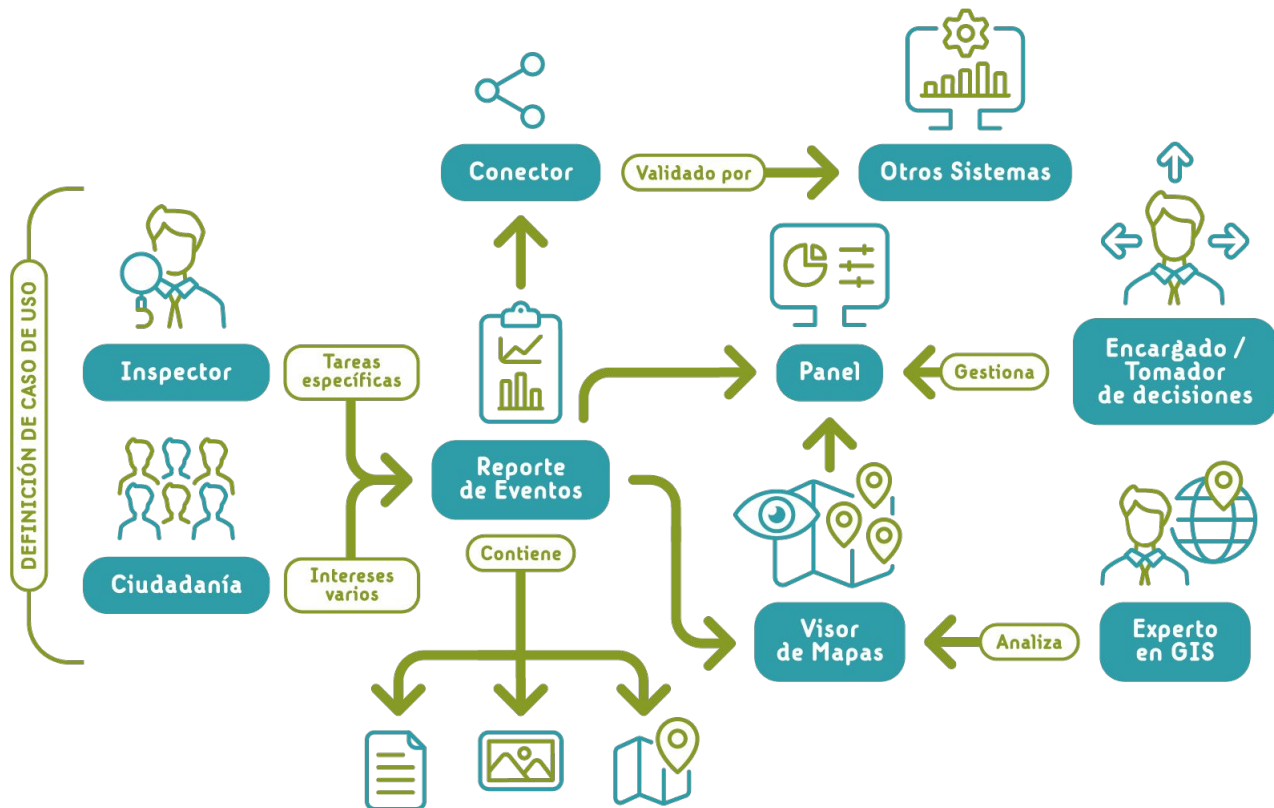 Conector
Validado por
Otros Sistemas
DEFINICIÓN DE CASO DE USO
Inspector
Tareas
específicas
Panel
Gestiona
Encargado /
Tomador
de decisiones
Reporte
de Eventos
Contiene
Ciudadanía
Intereses
varios
Visor
de Mapas
Analiza
Experto
en GIS